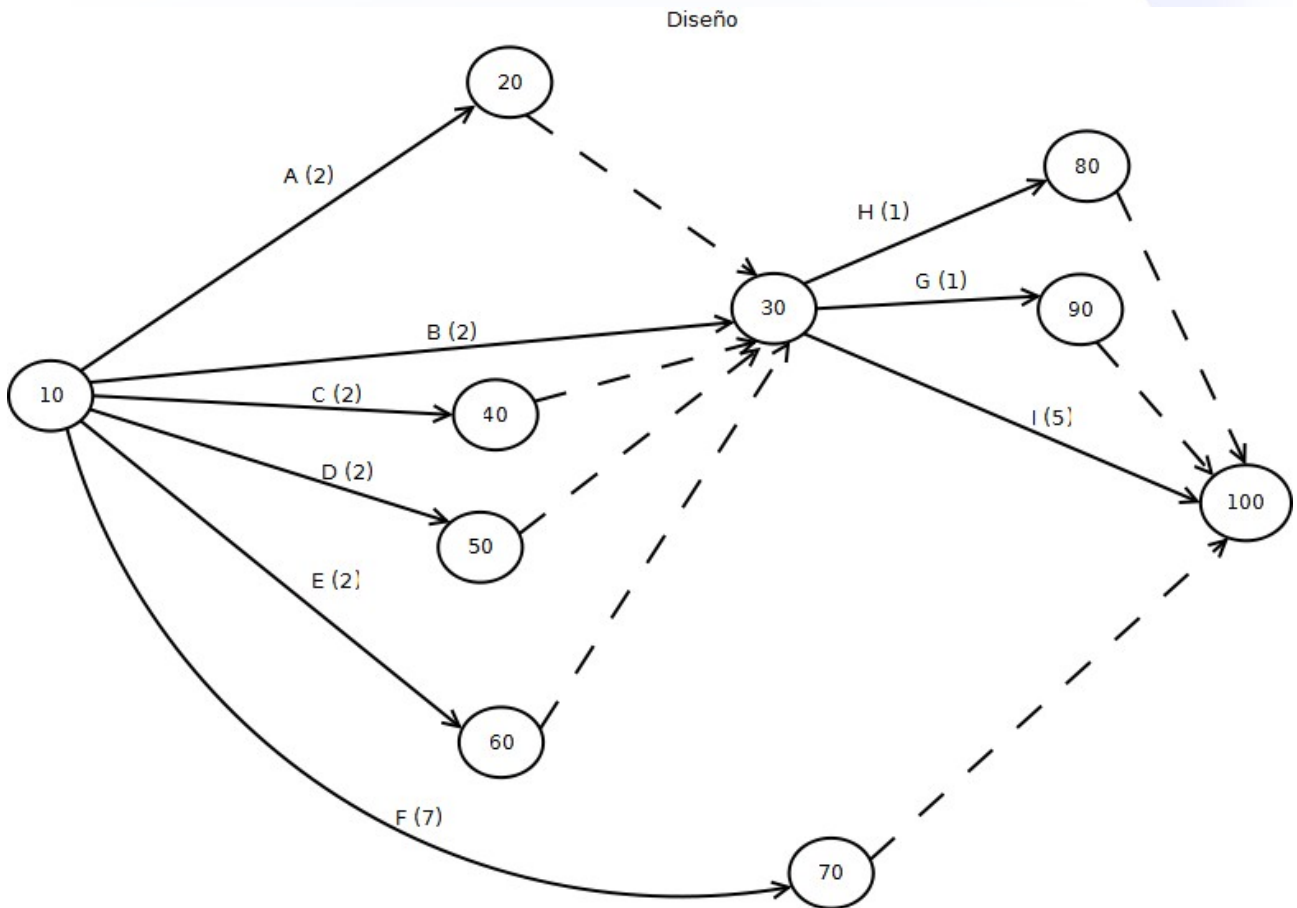 Diseño
20
A (2)
80
H (1)
G (1)
30
90
B (2)
10
C (2)
40
I (5)
D (2)
100
50
E (2)
60
F (7)
70